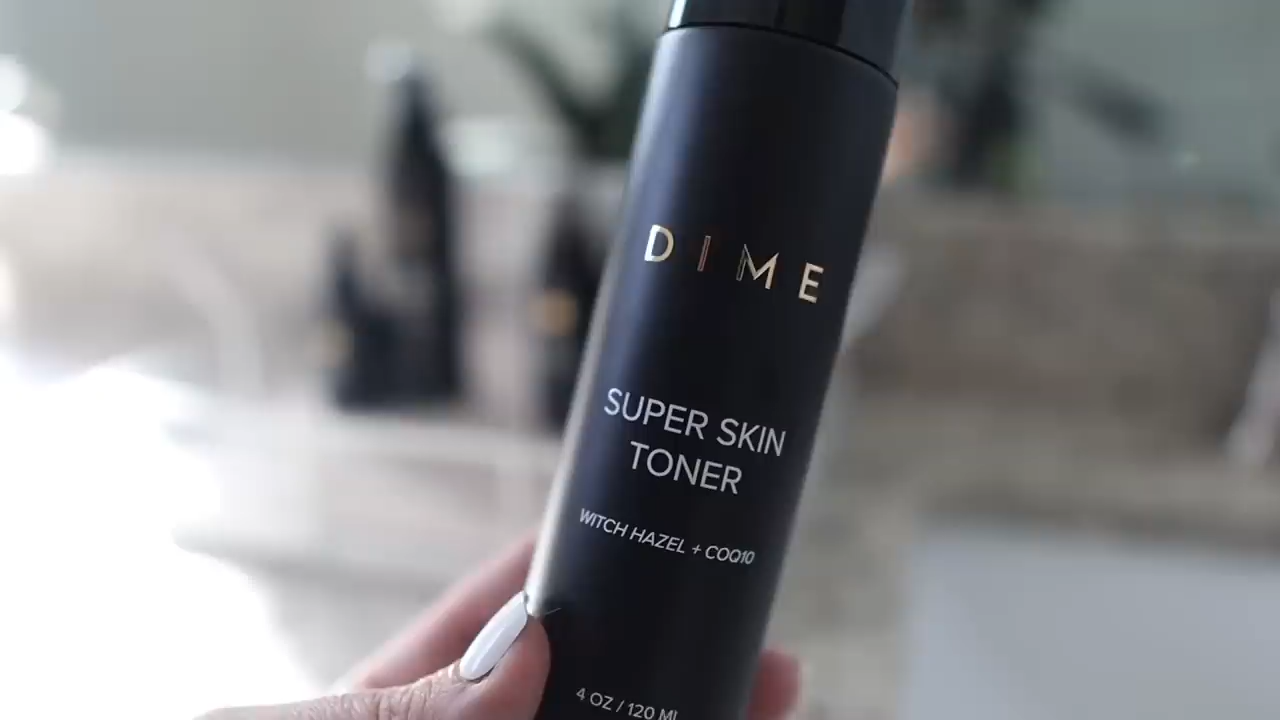 DIME
SUPER SKIN
TONER
WITCH HAZEL + COQ10
4 OZ / 120 ML